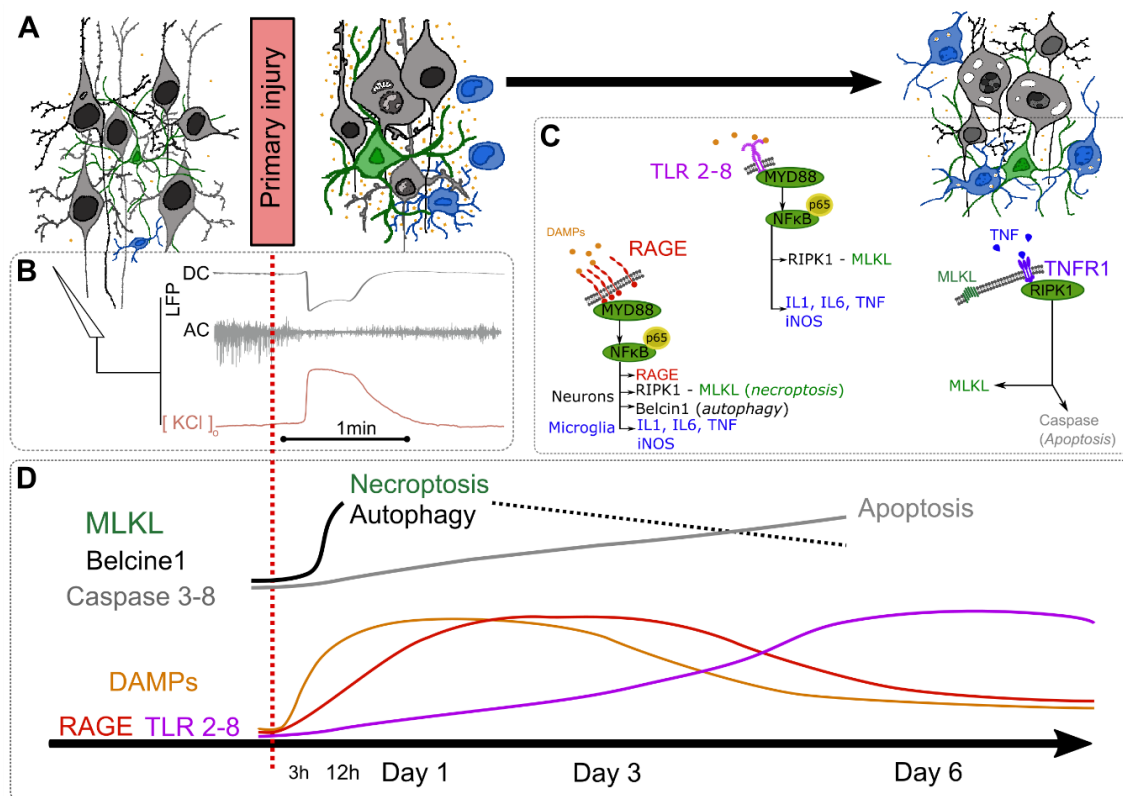 A
Primary injury
B
DC
LFP
AC
[ KCl ]o
1min
C
TLR 2-8
MYD88
p65
NFκB
RIPK1 - MLKL
IL1, IL6, TNF
iNOS
DAMPs
RAGE
MYD88
p65
NFκB
RAGE
Neurons
RIPK1 - MLKL (necroptosis)
Belcin1 (autophagy)
Microglia
IL1, IL6, TNF
iNOS
TNF
TNFR1
MLKL
RIPK1
MLKL
Caspase
(Apoptosis)
D
MLKL
Belcine1
Caspase 3-8
Necroptosis
Autophagy
Apoptosis
DAMPs
RAGE TLR 2-8
3h 12h Day 1 Day 3 Day 6